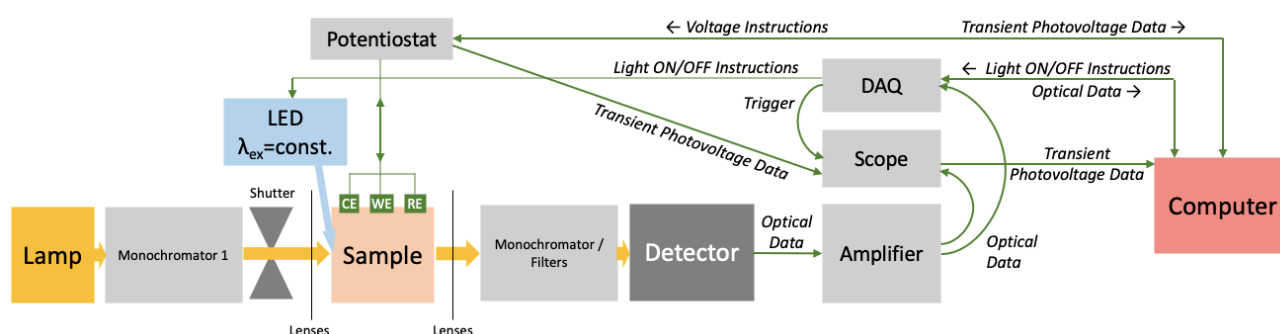 Potentiostat
← Voltage Instructions
Transient Photovoltage Data →
Light ON/OFF Instructions
← Light ON/OFF Instructions
Optical Data →
DAQ
Trigger
LED
λex=const.
Transient Photovoltage Data
Scope
Transient
Photovoltage Data
Computer
Shutter
CE
WE
RE
Lamp
Monochromator 1
Sample
Monochromator /
Filters
Detector
Optical
Data
Amplifier
Optical
Data
Lenses
Lenses